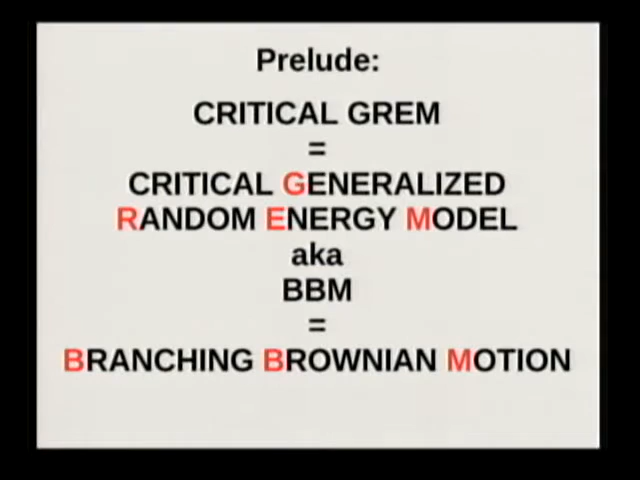 Prelude:
CRITICAL GREM
=
CRITICAL GENERALIZED
RANDOM ENERGY MODEL
aka
BBM
=
BRANCHING BROWNIAN MOTION